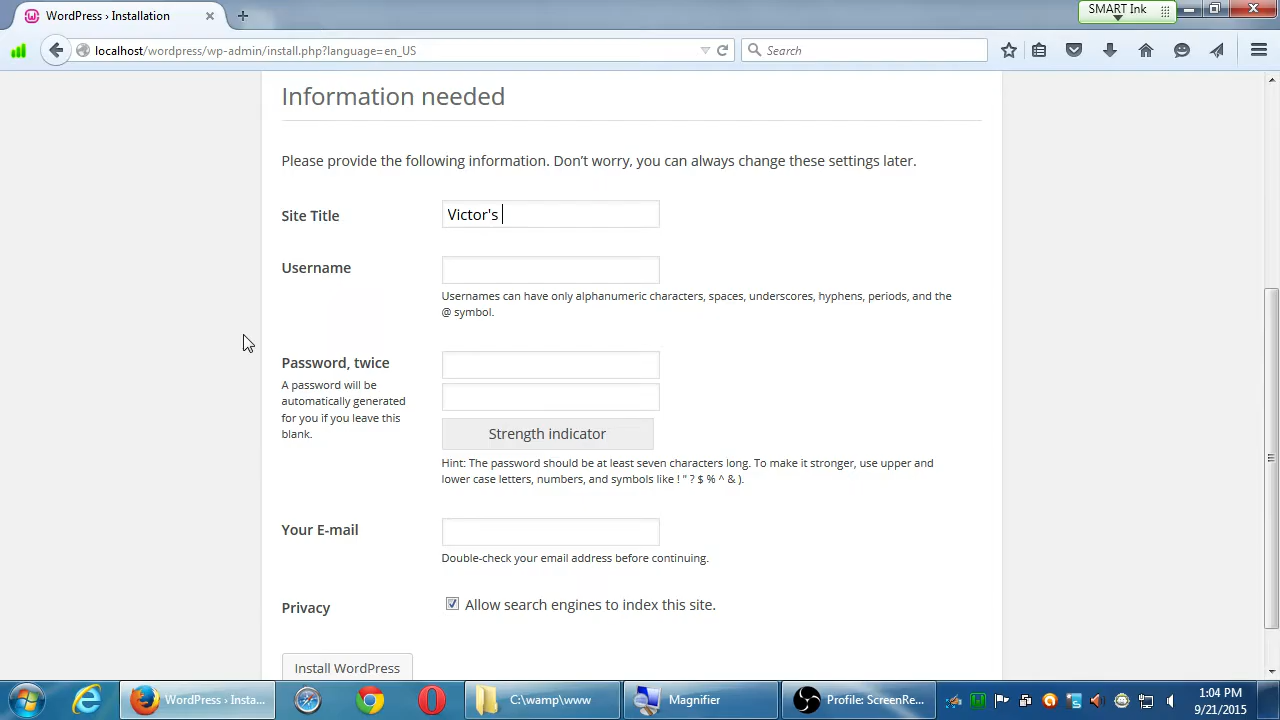 WordPress › Installation
SMART Ink
localhost/wordpress/wp-admin/install.php?language=en_US
Search
Information needed
Please provide the following information. Don't worry, you can always change these settings later.
Site Title
Victor's
Username
Usernames can have only alphanumeric characters, spaces, underscores, hyphens, periods, and the
@ symbol.
Password, twice
A password will be
automatically generated
for you if you leave this
blank.
Strength indicator
Hint: The password should be at least seven characters long. To make it stronger, use upper and
lower case letters, numbers, and symbols like ! " ? $ % ^ & ).
Your E-mail
Double-check your email address before continuing.
Privacy
Allow search engines to index this site.
Install WordPress
WordPress › Insta...
C:\wamp\www
Magnifier
Profile: ScreenRe...
1:04 PM
9/21/2015